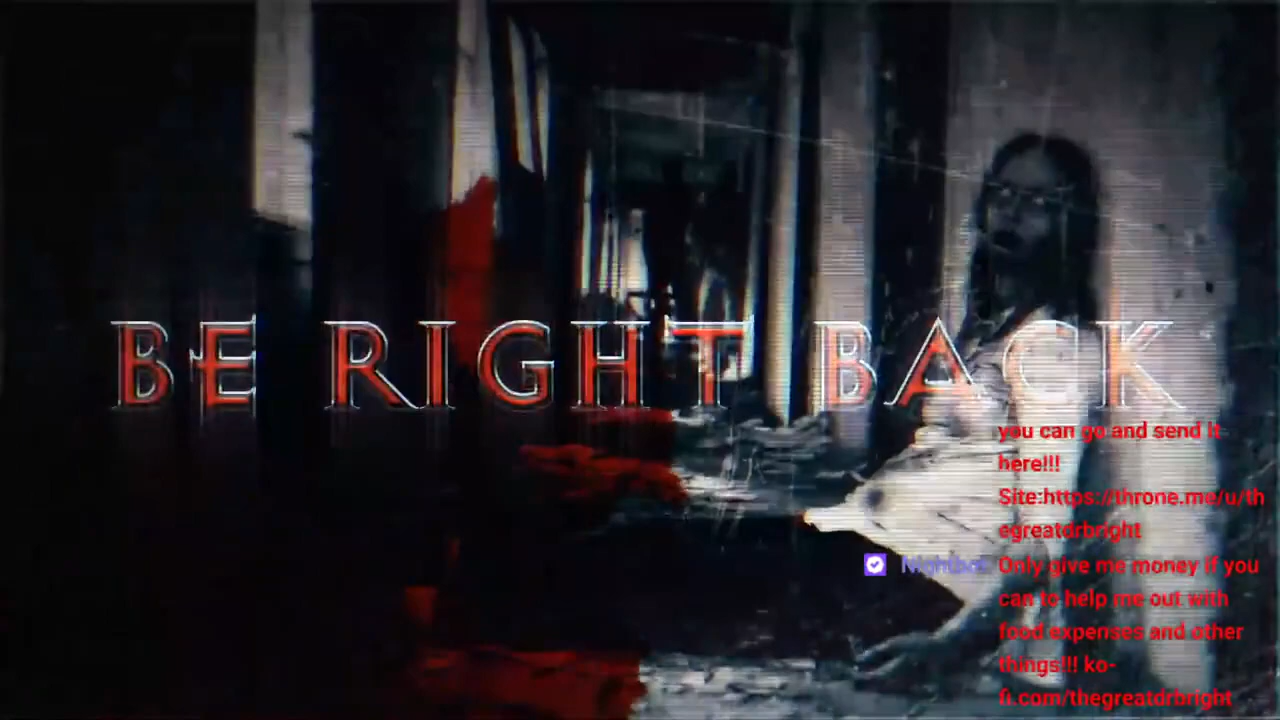 BE RIGHT BACK
you can go and send it
here!!!
Site:https://throne.me/u/th
egreatdrbright
Nightbot Only give me money if you
can to help me out with
food expenses and other
things!!! ko-
fi.com/thegreatdrbright